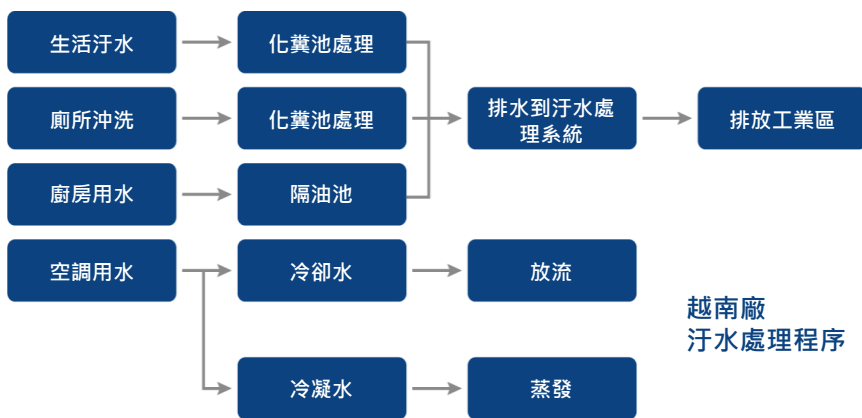 生活汙水
化糞池處理
廁所沖洗
化糞池處理
排水到汙水處
理系統
排放工業區
廚房用水
隔油池
空調用水
冷卻水
放流
越南廠
汙水處理程序
冷凝水
蒸發